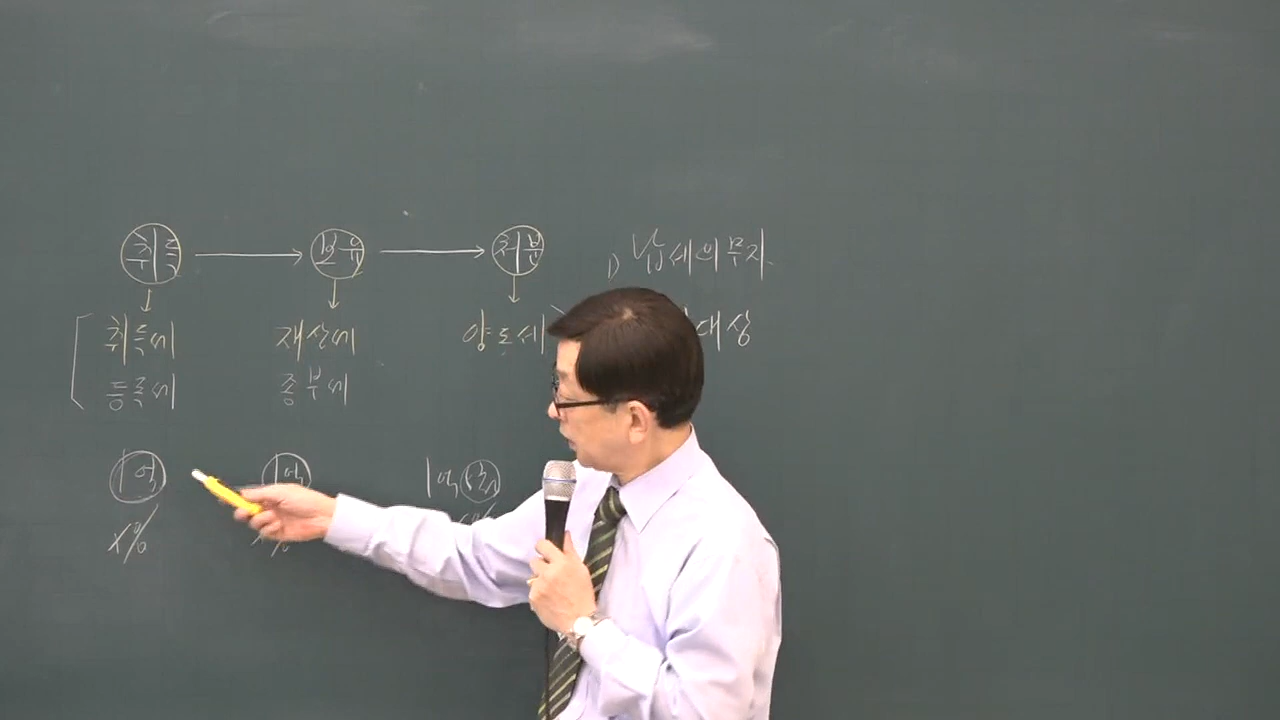 취득 → 보유 → 처분 1) 납세의무자
취득세 재산세 양도세 대상
등록세 종부세
1억 1억 1억
×% ×%